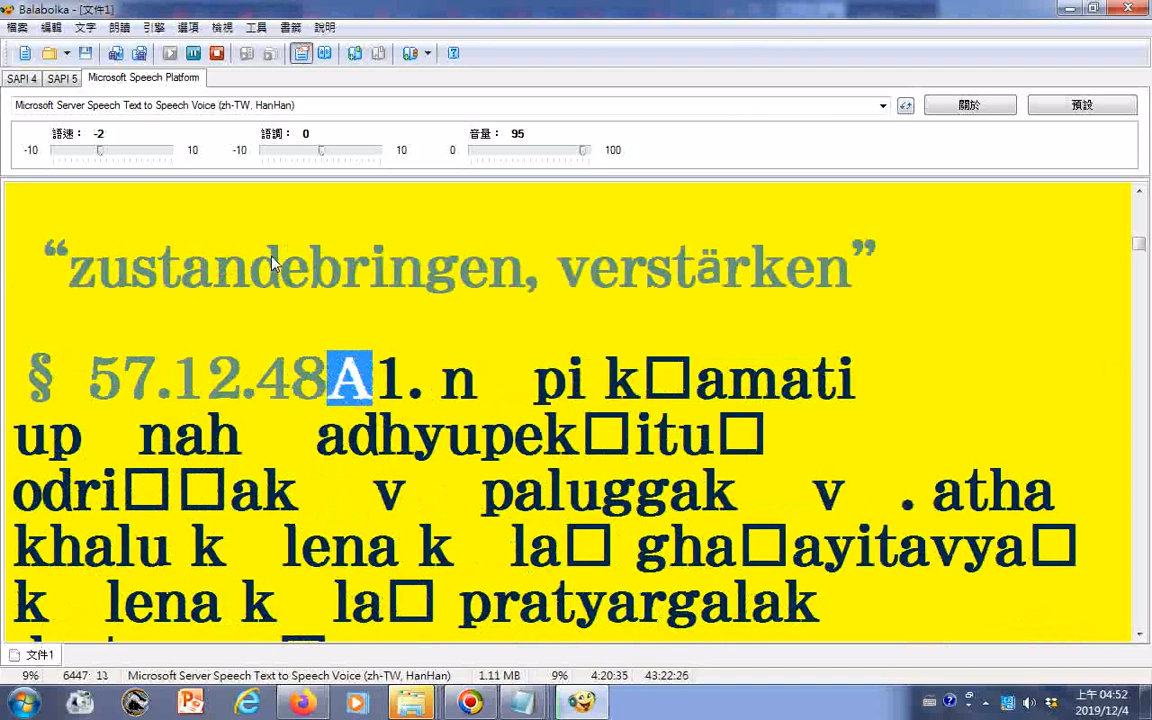 Balabolka - [文件1]
檔案 編輯 文字 朗讀 引擎 選項 檢視 工具 書籤 說明
SAPI 4 SAPI 5 Microsoft Speech Platform
Microsoft Server Speech Text to Speech Voice (zh-TW, HanHan) 關於 預設
語速： -2 語調： 0 音量： 95
-10 10 -10 10 0 100
“zustandebringen, verstärken”
§ 57.12.48A1. n pi k□amati
up nah adhyupek□itu□
odri□□ak v paluggak v . atha
khalu k lena k la□ gha□ayitavya□
k lena k la□ pratyargalak
文件1
9% 6447: 13 Microsoft Server Speech Text to Speech Voice (zh-TW, HanHan) 1.11 MB 9% 4:20:35 43:22:26
上午 04:52
2019/12/4